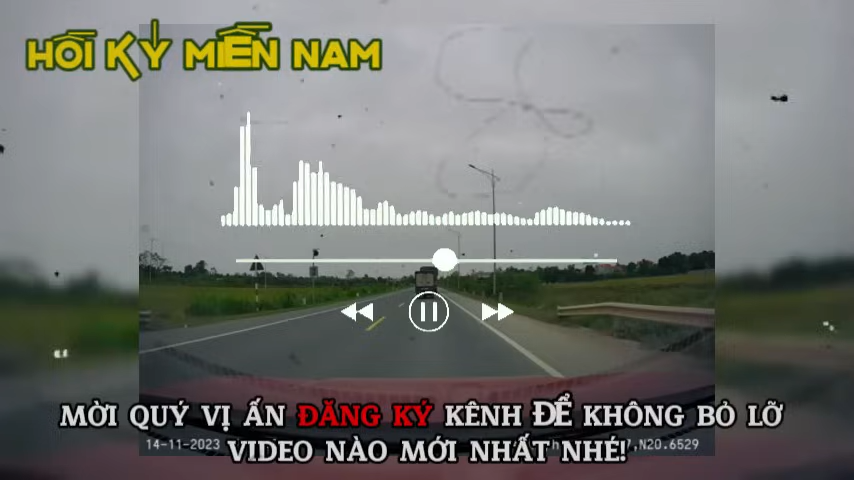 HỒI KÝ MIỀN NAM
MỜI QUÝ VỊ ẤN ĐĂNG KÝ KÊNH ĐỂ KHÔNG BỎ LỠ
14-11-2023
7,N20.6529
VIDEO NÀO MỚI NHẤT NHÉ!